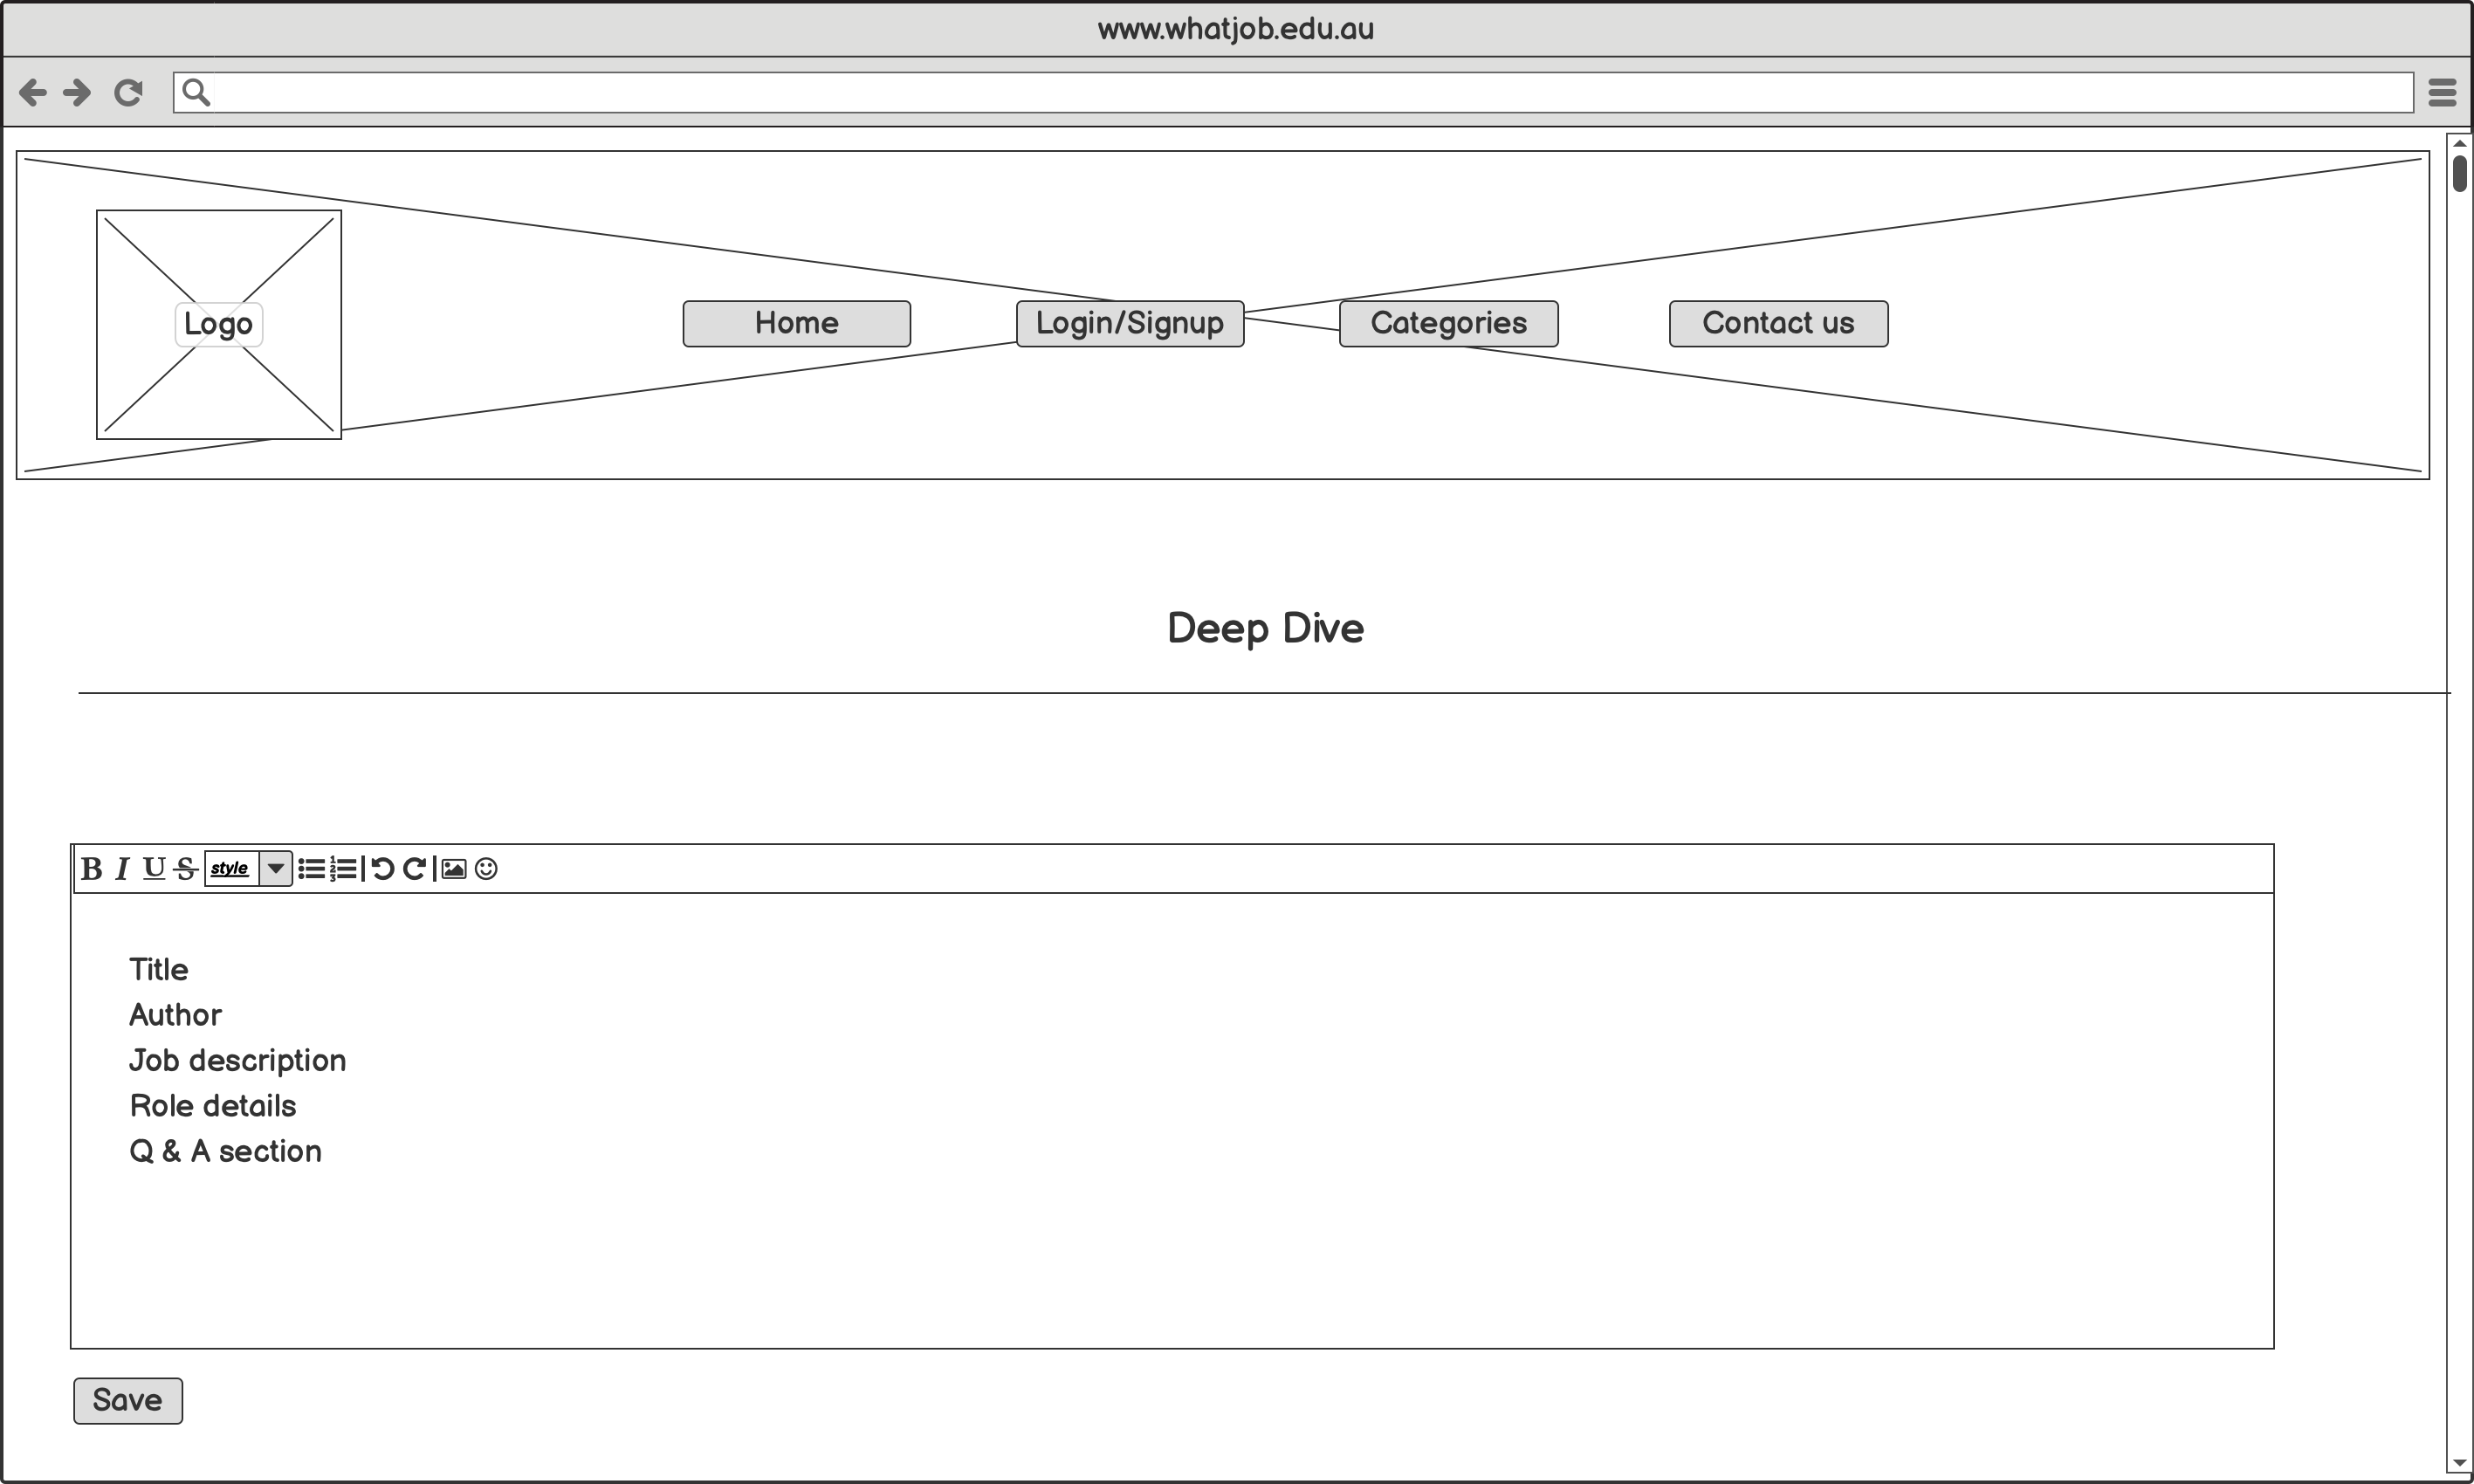 www.whatjob.edu.au
Logo
Home
Login/Signup
Categories
Contact us
Deep Dive
B I U S style
Title
Author
Job description
Role details
Q & A section
Save